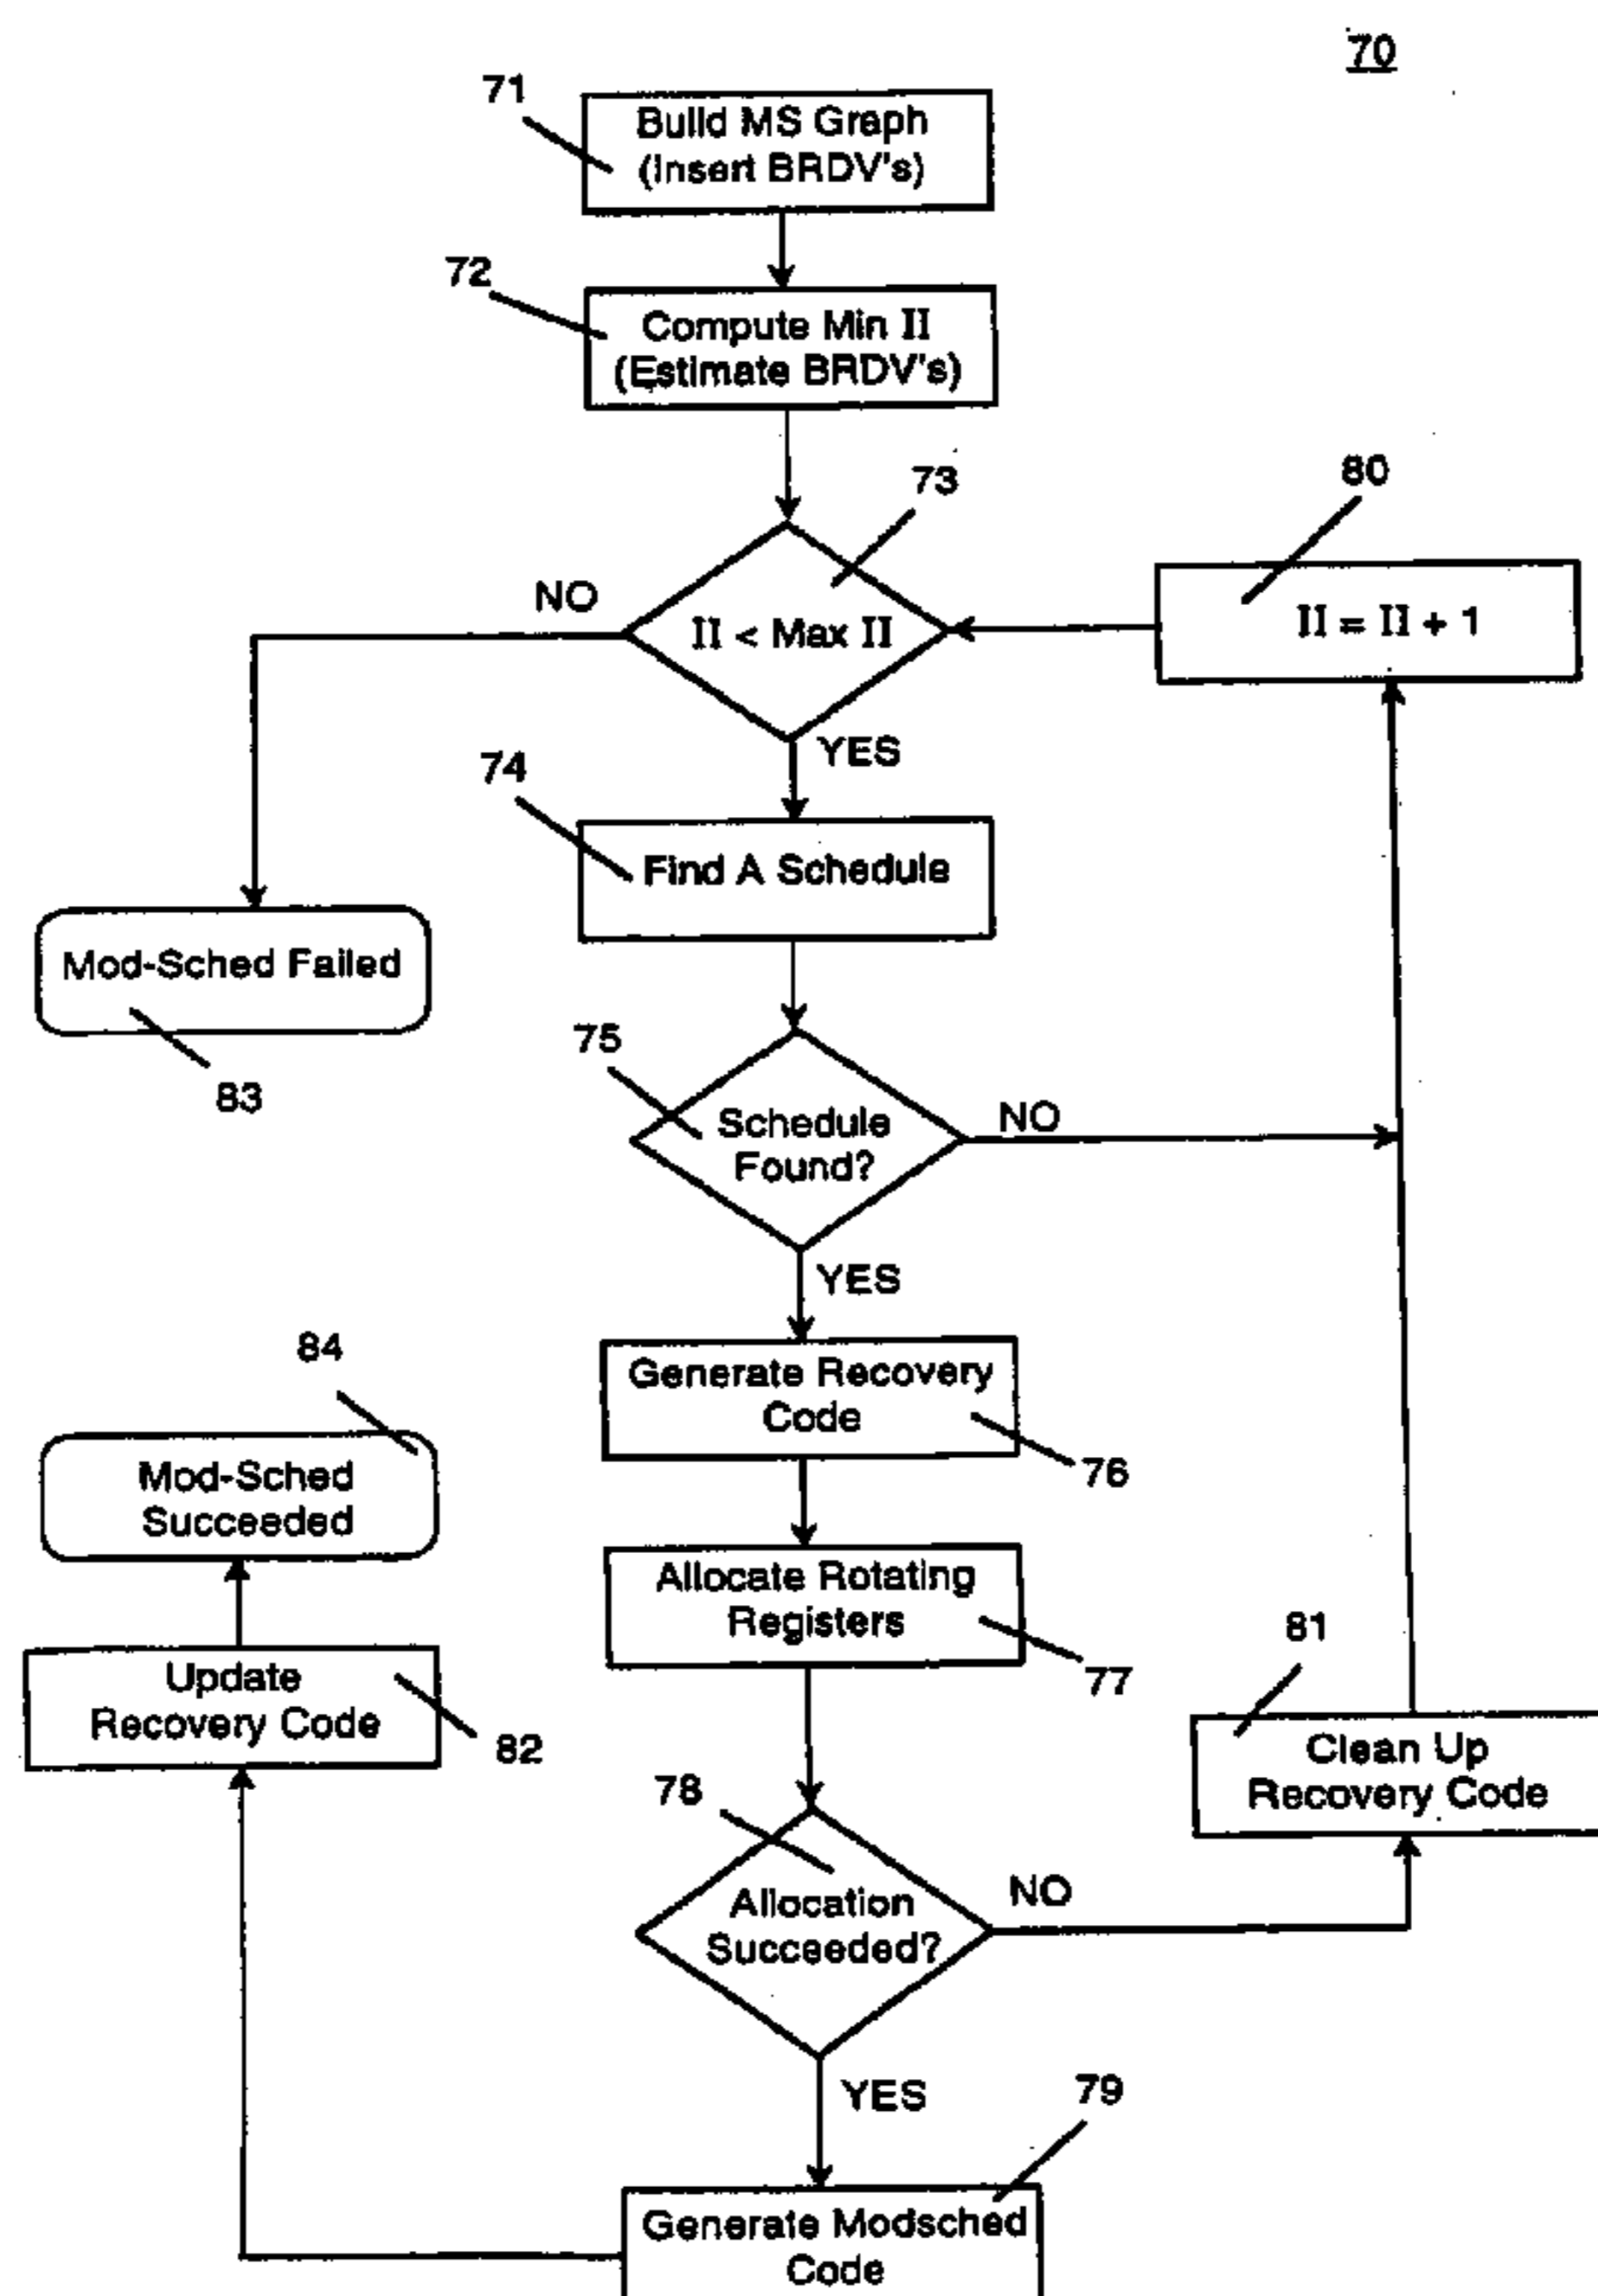 70
71
Build MS Graph
(Insert BRDV's)
72
Compute Min II
(Estimate BRDV's)
73
80
NO
II < Max II
II = II + 1
YES
74
Find A Schedule
Mod-Sched Failed
83
75
Schedule
Found?
NO
YES
84
Generate Recovery
Code
76
Mod-Sched
Succeeded
Allocate Rotating
Registers
77
81
Update
Recovery Code
82
Clean Up
Recovery Code
78
Allocation
Succeeded?
NO
YES
79
Generate Modsched
Code